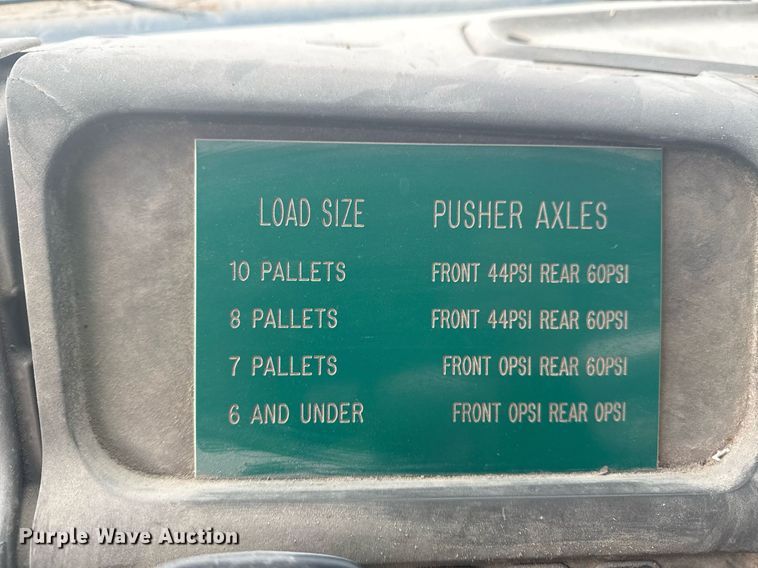 LOAD SIZE PUSHER AXLES
10 PALLETS FRONT 44PSI REAR 60PSI
8 PALLETS FRONT 44PSI REAR 60PSI
7 PALLETS FRONT 0PSI REAR 60PSI
6 AND UNDER FRONT 0PSI REAR 0PSI
Purple Wave Auction